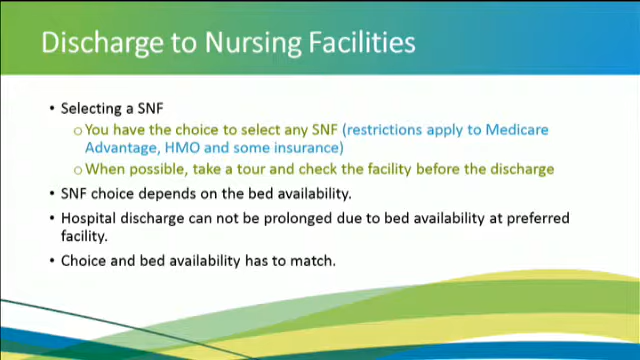 Discharge to Nursing Facilities
• Selecting a SNF
o You have the choice to select any SNF (restrictions apply to Medicare
Advantage, HMO and some insurance)
o When possible, take a tour and check the facility before the discharge
• SNF choice depends on the bed availability.
• Hospital discharge can not be prolonged due to bed availability at preferred
facility.
• Choice and bed availability has to match.